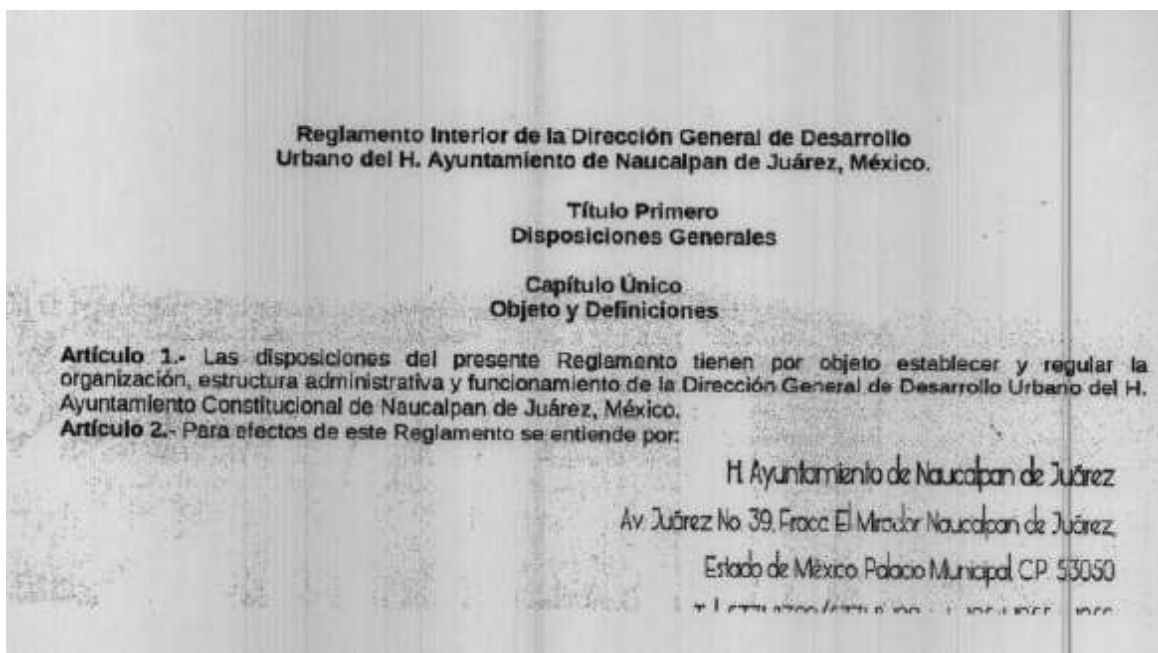 Reglamento Interior de la Dirección General de Desarrollo
Urbano del H. Ayuntamiento de Naucalpan de Juárez, México.
Título Primero
Disposiciones Generales
Capítulo Único
Objeto y Definiciones
Artículo 1.- Las disposiciones del presente Reglamento tienen por objeto establecer y regular la
organización, estructura administrativa y funcionamiento de la Dirección General de Desarrollo Urbano del H.
Ayuntamiento Constitucional de Naucalpan de Juárez, México.
Artículo 2.- Para efectos de este Reglamento se entiende por:
H. Ayuntamiento de Naucalpan de Juárez
Av. Juárez No. 39, Fracc. El Mirador Naucalpan de Juárez,
Estado de México. Palacio Municipal. C.P. 53050